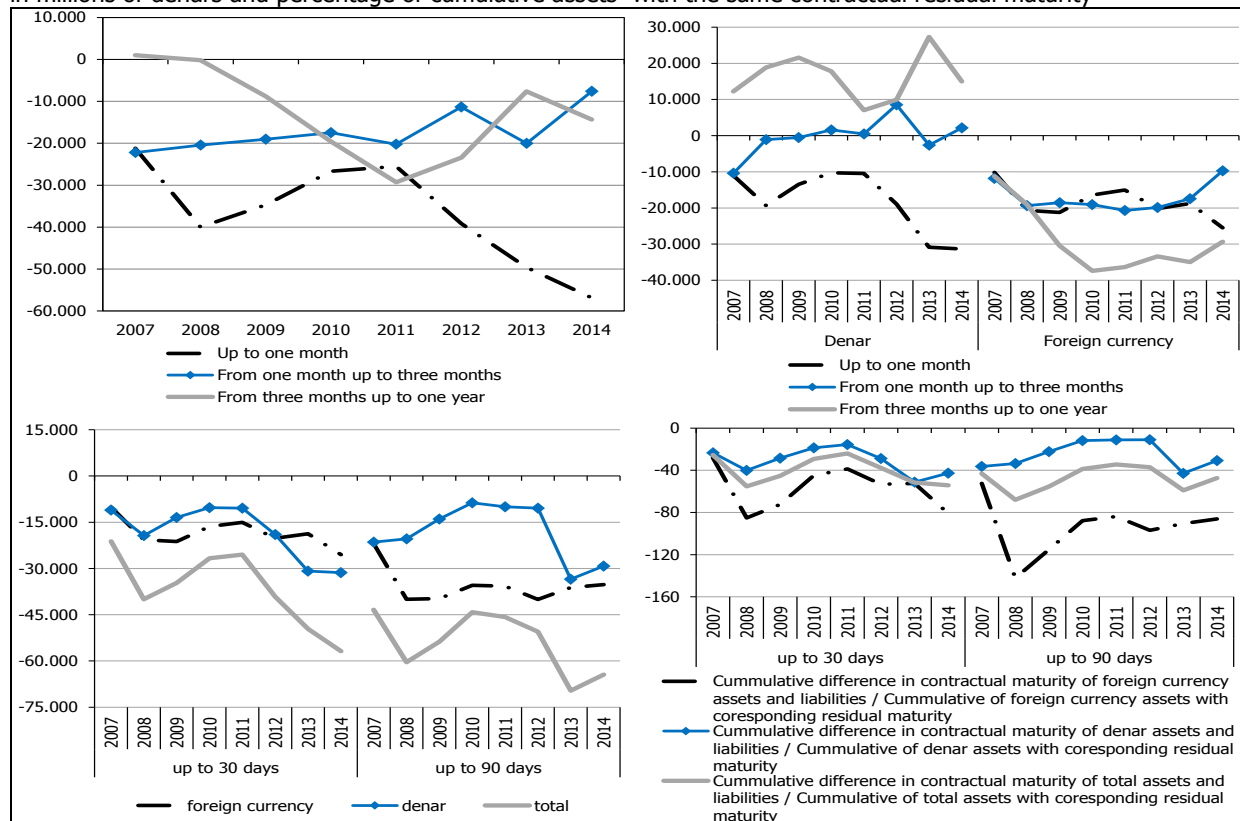 in millions of denars and percentage of cumulative assets with the same contractual residual maturity
10.000
0
-10.000
-20.000
-30.000
-40.000
-50.000
-60.000
2007 2008 2009 2010 2011 2012 2013 2014
Up to one month
From one month up to three months
From three months up to one year
30.000
20.000
10.000
0
-10.000
-20.000
-30.000
-40.000
2007 2008 2009 2010 2011 2012 2013 2014 2007 2008 2009 2010 2011 2012 2013 2014
Denar Foreign currency
Up to one month
From one month up to three months
From three months up to one year
15.000
0
-15.000
-30.000
-45.000
-60.000
-75.000
2007 2008 2009 2010 2011 2012 2013 2014 2007 2008 2009 2010 2011 2012 2013 2014
up to 30 days up to 90 days
foreign currency denar total
0
-40
-80
-120
-160
2007 2008 2009 2010 2011 2012 2013 2014 2007 2008 2009 2010 2011 2012 2013 2014
up to 30 days up to 90 days
Cummulative difference in contractual maturity of foreign currency
assets and liabilities / Cummulative of foreign currency assets with
coresponding residual maturity
Cummulative difference in contractual maturity of denar assets and
liabilities / Cummulative of denar assets with coresponding residual
maturity
Cummulative difference in contractual maturity of total assets and
liabilities / Cummulative of total assets with coresponding residual
maturity